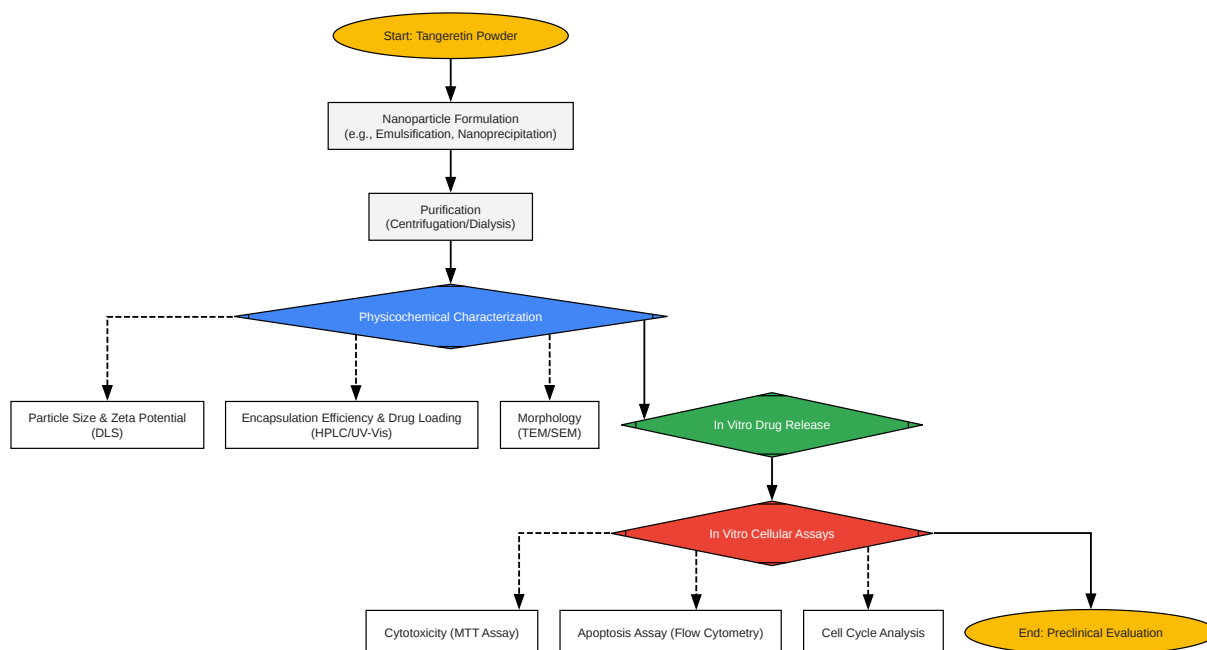 Start: Tangeretin Powder
Nanoparticle Formulation
(e.g., Emulsification, Nanoprecipitation)
Purification
(Centrifugation/Dialysis)
Physicochemical Characterization
Particle Size & Zeta Potential
(DLS)
Encapsulation Efficiency & Drug Loading
(HPLC/UV-Vis)
Morphology
(TEM/SEM)
In Vitro Drug Release
In Vitro Cellular Assays
Cytotoxicity (MTT Assay)
Apoptosis Assay (Flow Cytometry)
Cell Cycle Analysis
End: Preclinical Evaluation